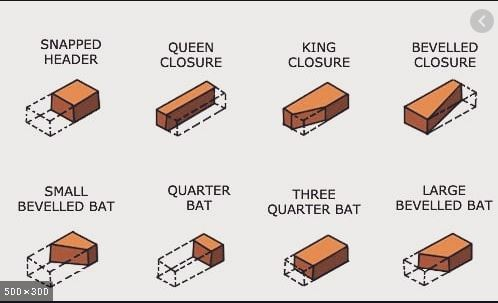 SNAPPED
HEADER
QUEEN
CLOSURE
KING
CLOSURE
BEVELLED
CLOSURE
SMALL
BEVELLED BAT
QUARTER
BAT
THREE
QUARTER BAT
LARGE
BEVELLED BAT
500 × 300